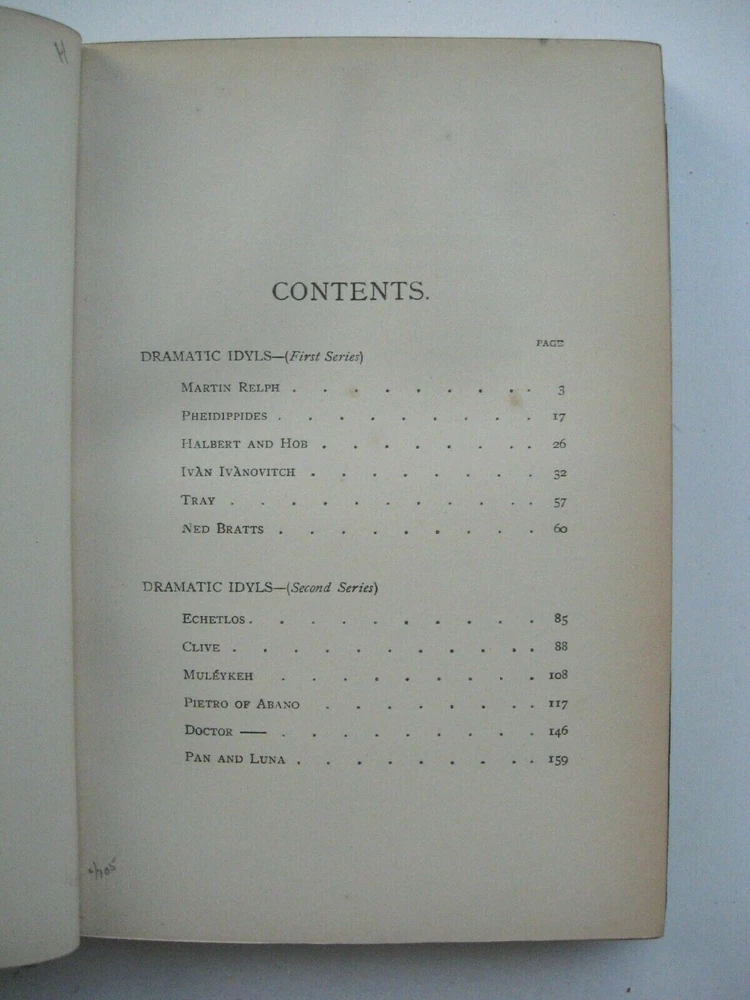 H
CONTENTS.
PAGE
DRAMATIC IDYLS—(First Series)
MARTIN RELPH . . . . . . . . . 3
PHEIDIPPIDES . . . . . . . . . 17
HALBERT AND HOB . . . . . . . . 26
IVÀN IVÀNOVITCH . . . . . . . . 32
TRAY . . . . . . . . . . . 57
NED BRATTS . . . . . . . . . 60
DRAMATIC IDYLS—(Second Series)
ECHETLOS . . . . . . . . . . 85
CLIVE . . . . . . . . . . . 88
MULÉYKEH . . . . . . . . . 108
PIETRO OF ABANO . . . . . . . . 117
DOCTOR —— . . . . . . . . . 146
PAN AND LUNA . . . . . . . . . 159